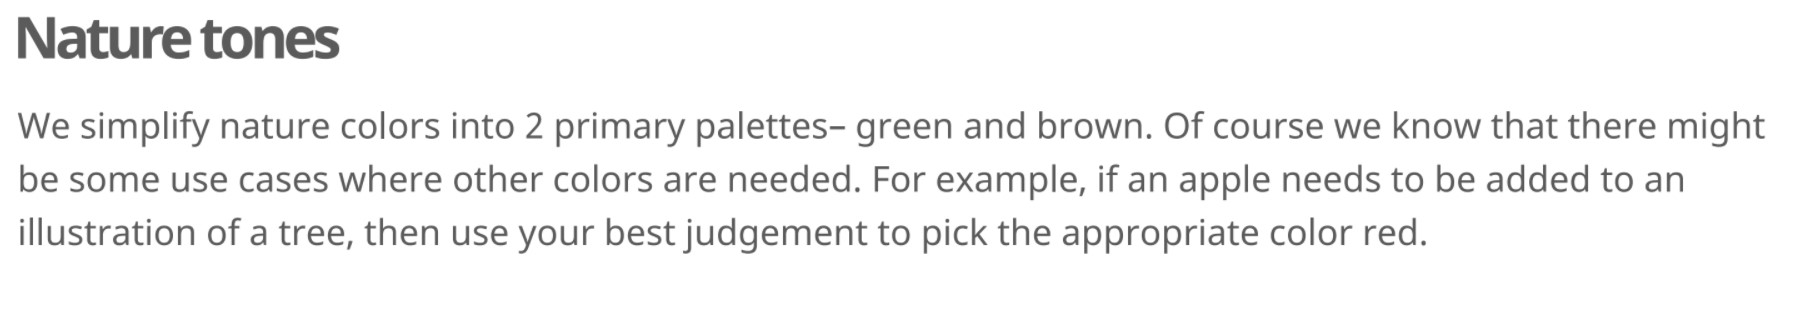 Nature tones
We simplify nature colors into 2 primary palettes– green and brown. Of course we know that there might
be some use cases where other colors are needed. For example, if an apple needs to be added to an
illustration of a tree, then use your best judgement to pick the appropriate color red.